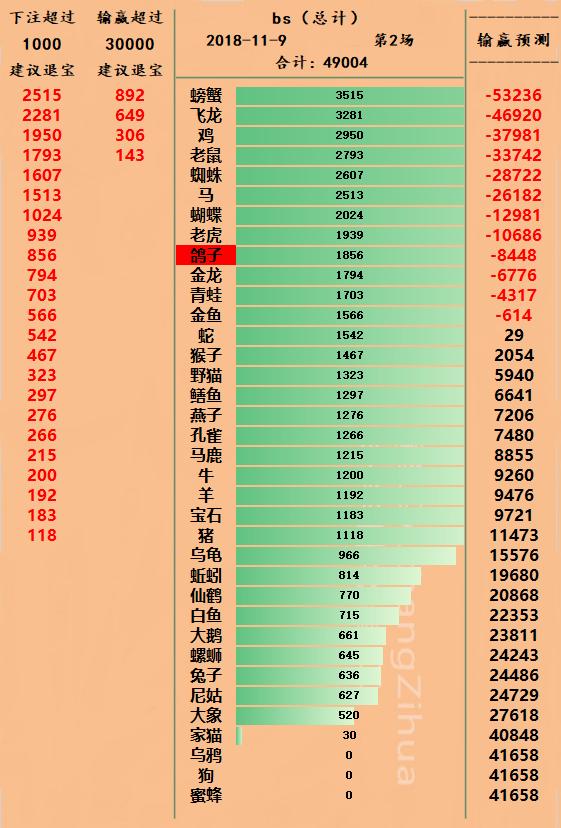 下注超过 输赢超过 bs（总计） -----------
1000 30000 2018-11-9 第2场 输赢预测
建议退宝 建议退宝 合计：49004 -----------
2515 892 螃蟹 3515 -53236
2281 649 飞龙 3281 -46920
1950 306 鸡 2950 -37981
1793 143 老鼠 2793 -33742
1607 蜘蛛 2607 -28722
1513 马 2513 -26182
1024 蝴蝶 2024 -12981
939 老虎 1939 -10686
856 鸽子 1856 -8448
794 金龙 1794 -6776
703 青蛙 1703 -4317
566 金鱼 1566 -614
542 蛇 1542 29
467 猴子 1467 2054
323 野猫 1323 5940
297 鳝鱼 1297 6641
276 燕子 1276 7206
266 孔雀 1266 7480
215 马鹿 1215 8855
200 牛 1200 9260
192 羊 1192 9476
183 宝石 1183 9721
118 猪 1118 11473
乌龟 966 15576
蚯蚓 814 19680
仙鹤 770 20868
白鱼 715 22353
大鹅 661 23811
螺蛳 645 24243
兔子 636 24486
尼姑 627 24729
大象 520 27618
家猫 30 40848
乌鸦 0 41658
狗 0 41658
蜜蜂 0 41658